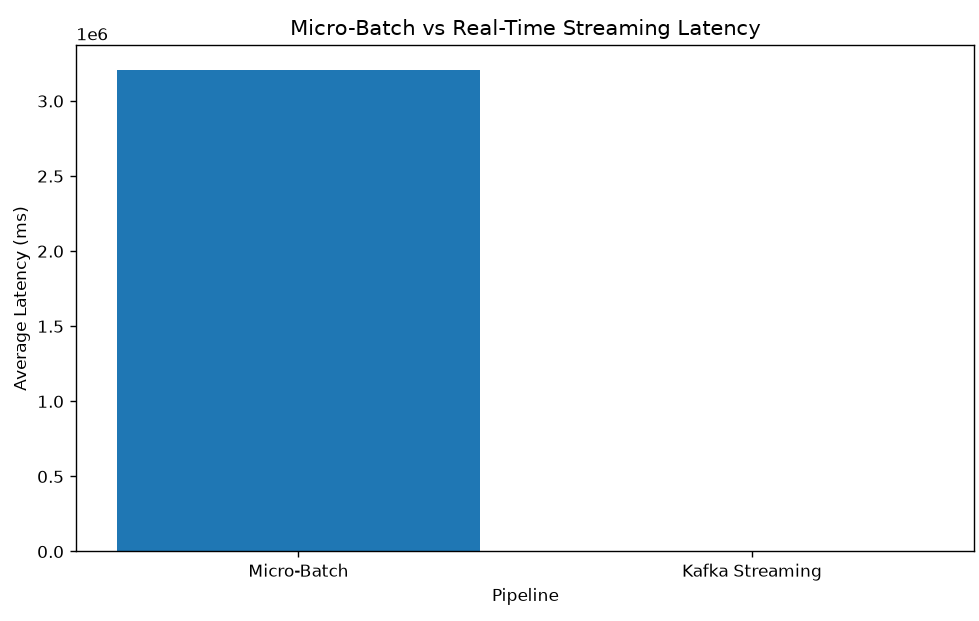 Micro-Batch vs Real-Time Streaming Latency
1e6
3.0
2.5
2.0
1.5
1.0
0.5
0.0
Average Latency (ms)
Micro-Batch
Kafka Streaming
Pipeline